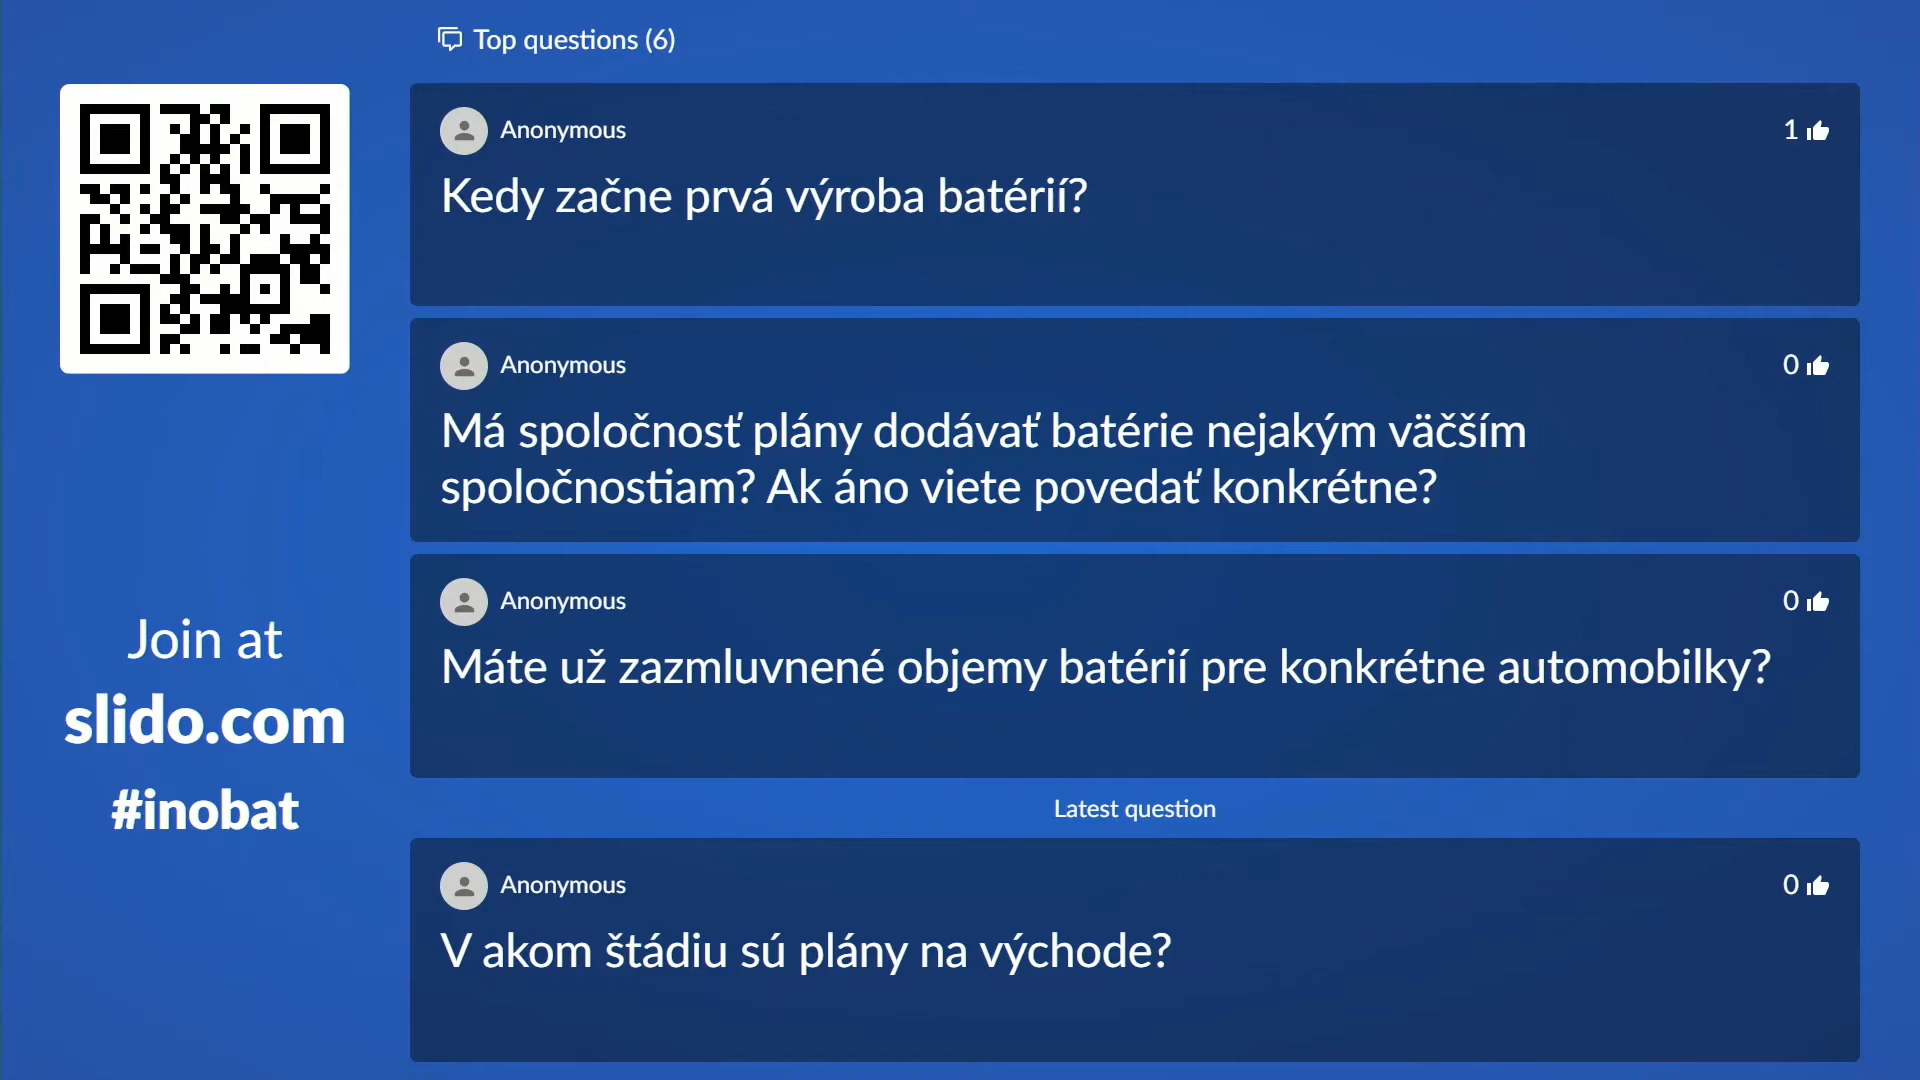 Top questions (6)
Anonymous
1
Kedy začne prvá výroba batérií?
Anonymous
0
Má spoločnosť plány dodávať batérie nejakým väčším
spoločnostiam? Ak áno viete povedať konkrétne?
Anonymous
0
Máte už zazmluvnené objemy batérií pre konkrétne automobilky?
Latest question
Anonymous
0
V akom štádiu sú plány na východe?
Join at
slido.com
#inobat